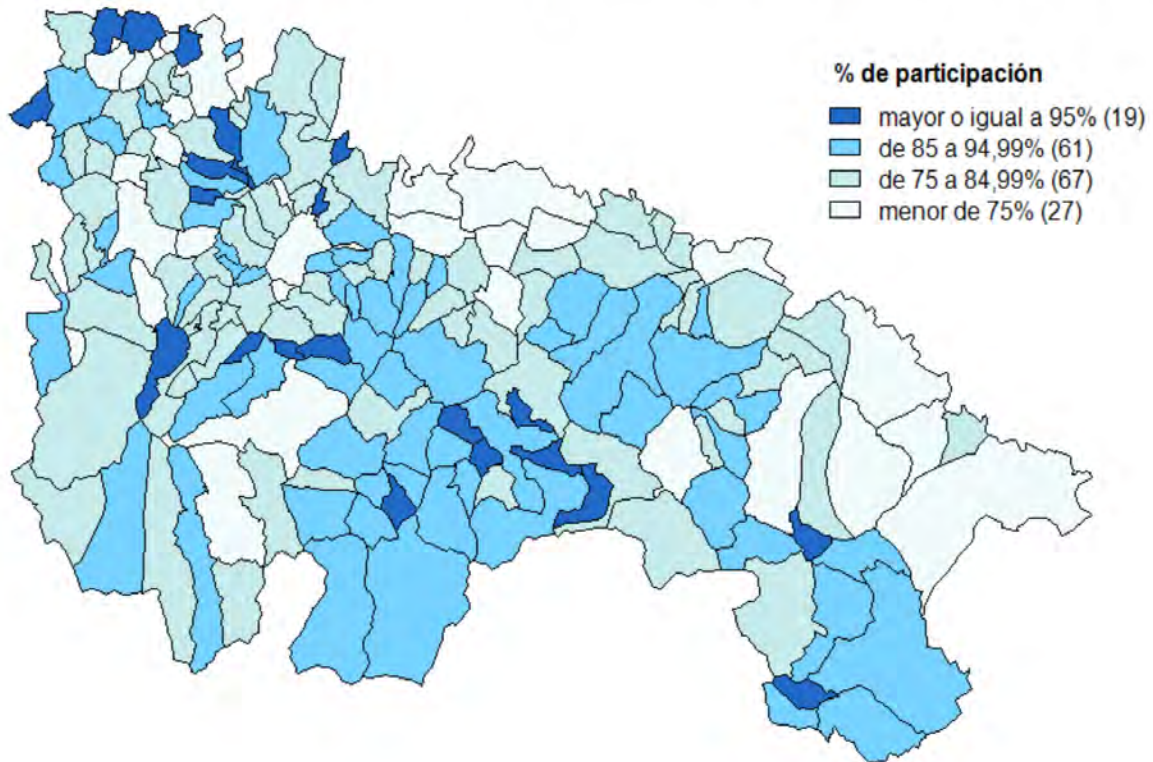 % de participación
mayor o igual a 95% (19)
de 85 a 94,99% (61)
de 75 a 84,99% (67)
menor de 75% (27)